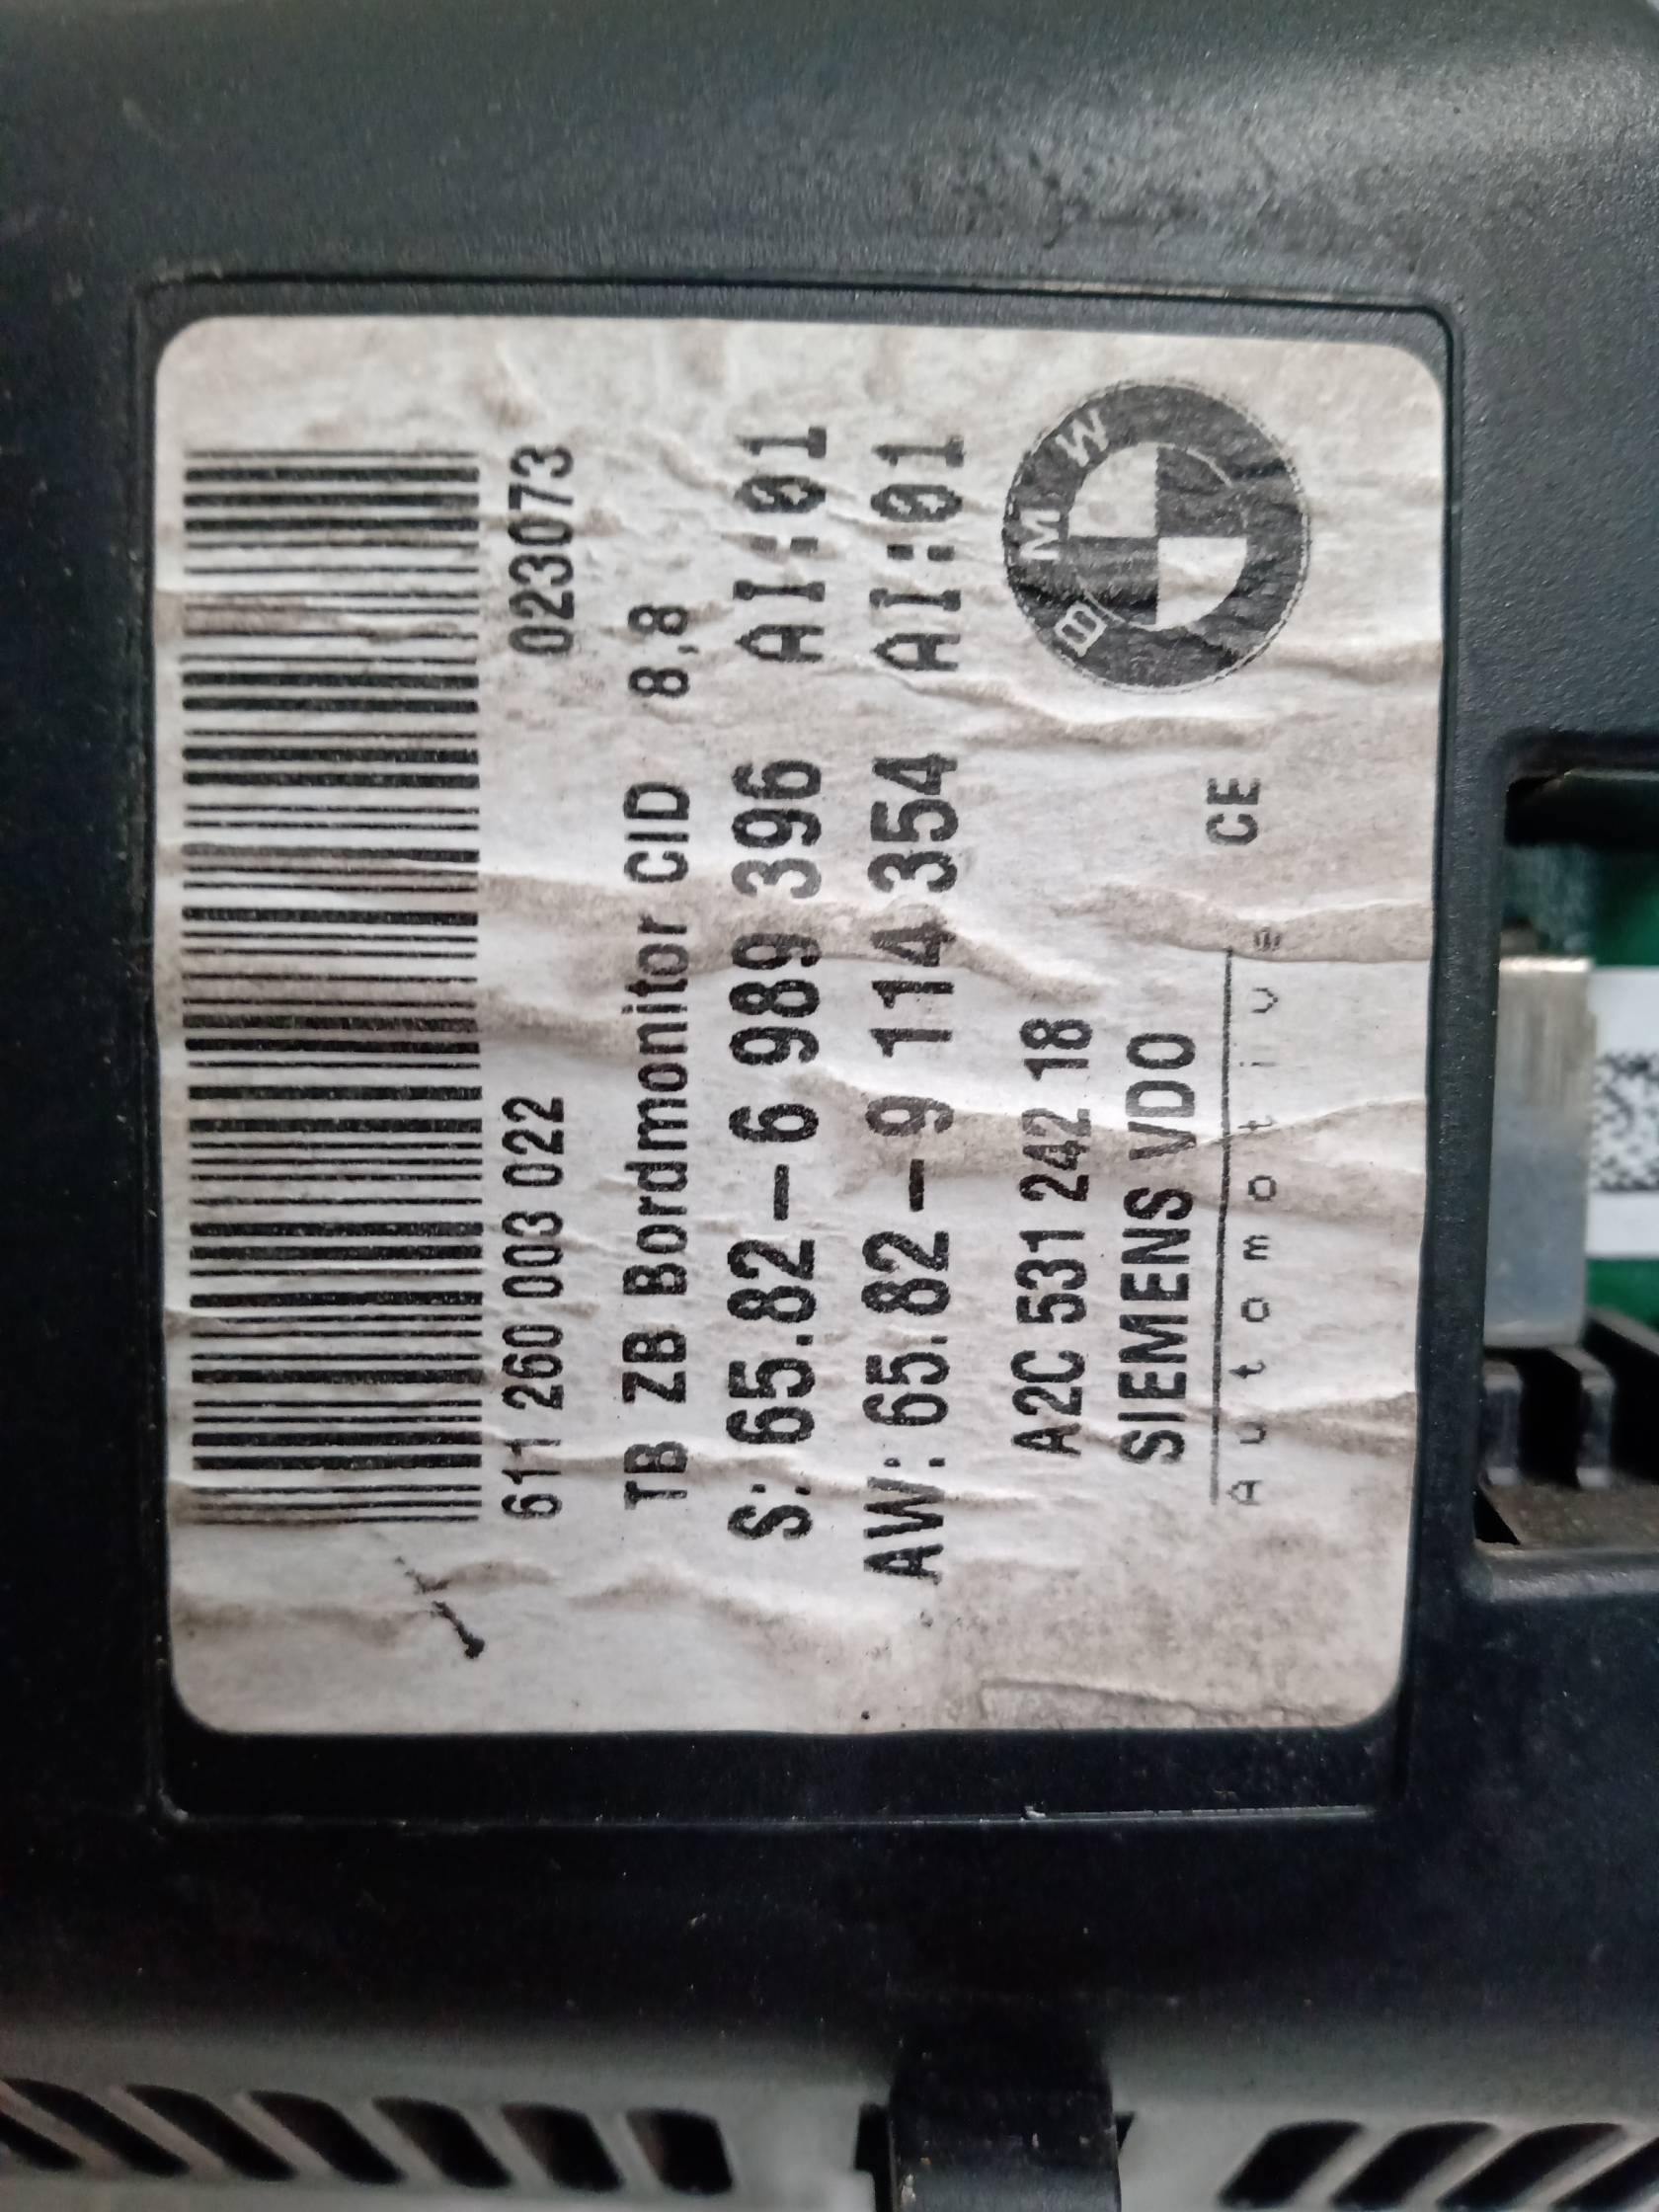 611 260 003 022 023073
TB ZB Bordmonitor CID 8,8
S: 65.82-6 989 396 AI:01
AW: 65.82-9 114 354 AI:01
A2C 531 242 18
SIEMENS VDO
Automotive
CE
BMW